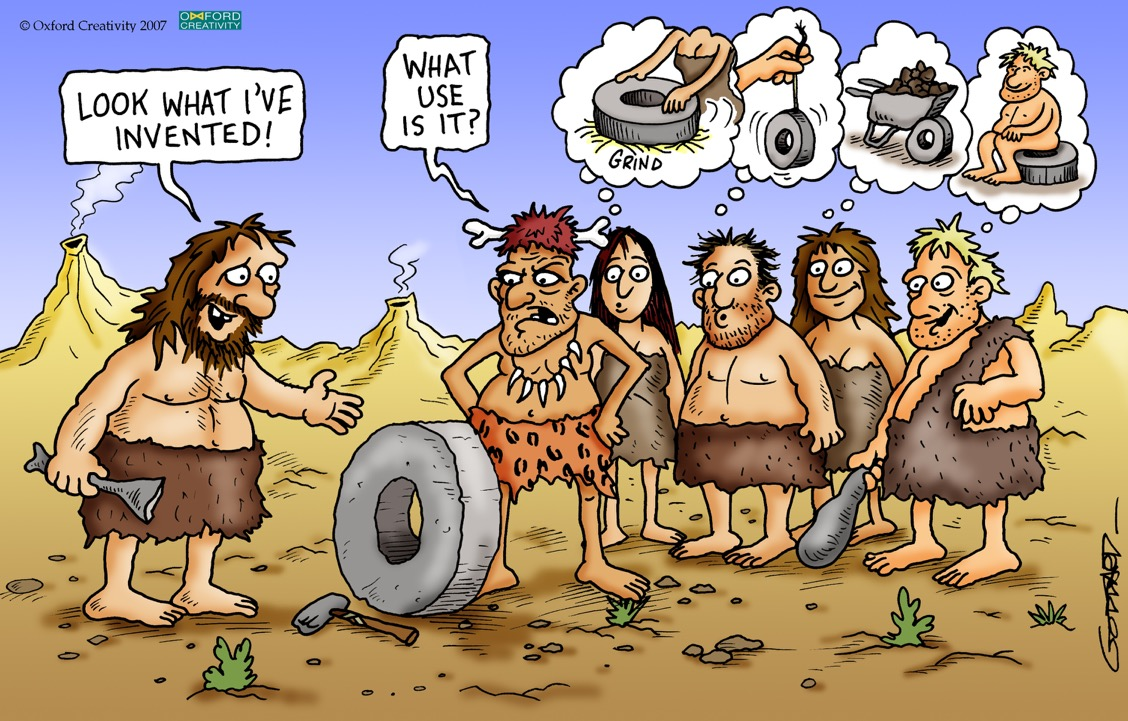 © Oxford Creativity 2007
OXFORD
CREATIVITY
LOOK WHAT I'VE
INVENTED!
WHAT
USE
IS IT?
GRIND